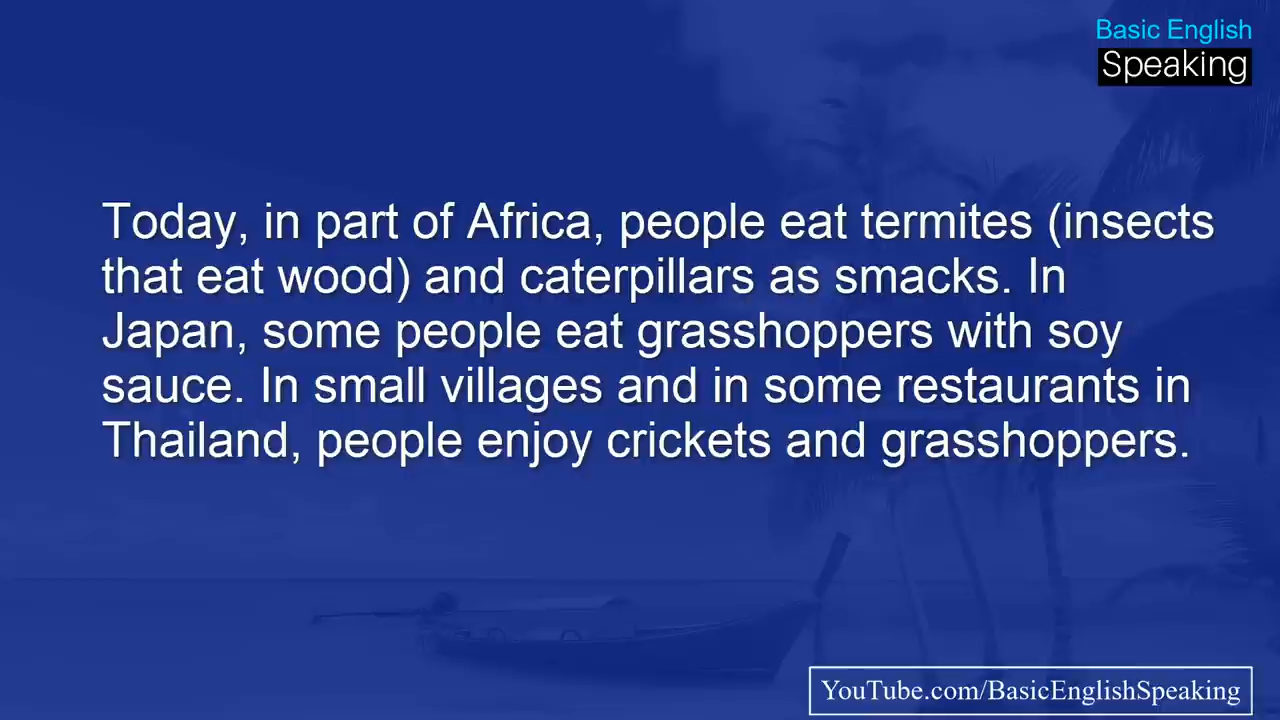 Basic English
Speaking
Today, in part of Africa, people eat termites (insects
that eat wood) and caterpillars as smacks. In
Japan, some people eat grasshoppers with soy
sauce. In small villages and in some restaurants in
Thailand, people enjoy crickets and grasshoppers.
YouTube.com/BasicEnglishSpeaking